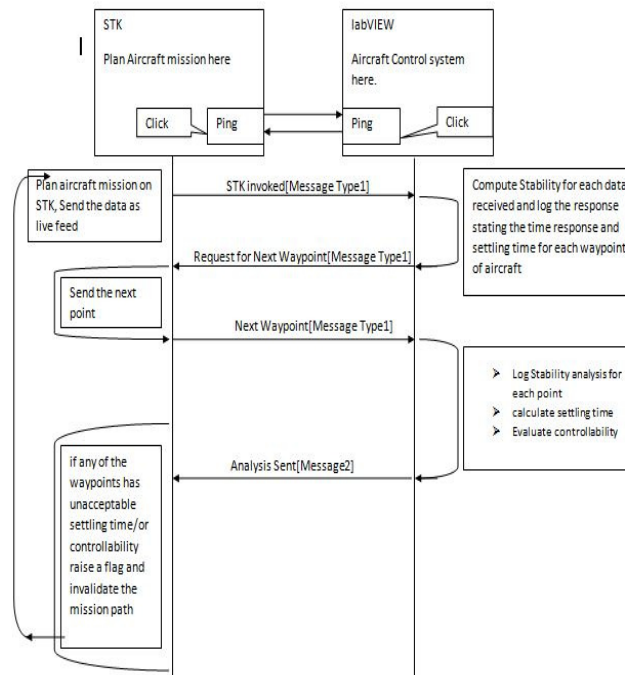 STK
Plan Aircraft mission here
Click
Ping
labVIEW
Aircraft Control system
here.
Ping
Click
Plan aircraft mission on
STK, Send the data as
live feed
STK invoked[Message Type1]
Compute Stability for each data
received and log the response
stating the time response and
settling time for each waypoint
of aircraft
Request for Next Waypoint[Message Type1]
Send the next
point
Next Waypoint[Message Type1]
Log Stability analysis for
each point
calculate settling time
Evaluate controllability
Analysis Sent[Message2]
if any of the
waypoints has
unacceptable
settling time/or
controllability
raise a flag and
invalidate the
mission path